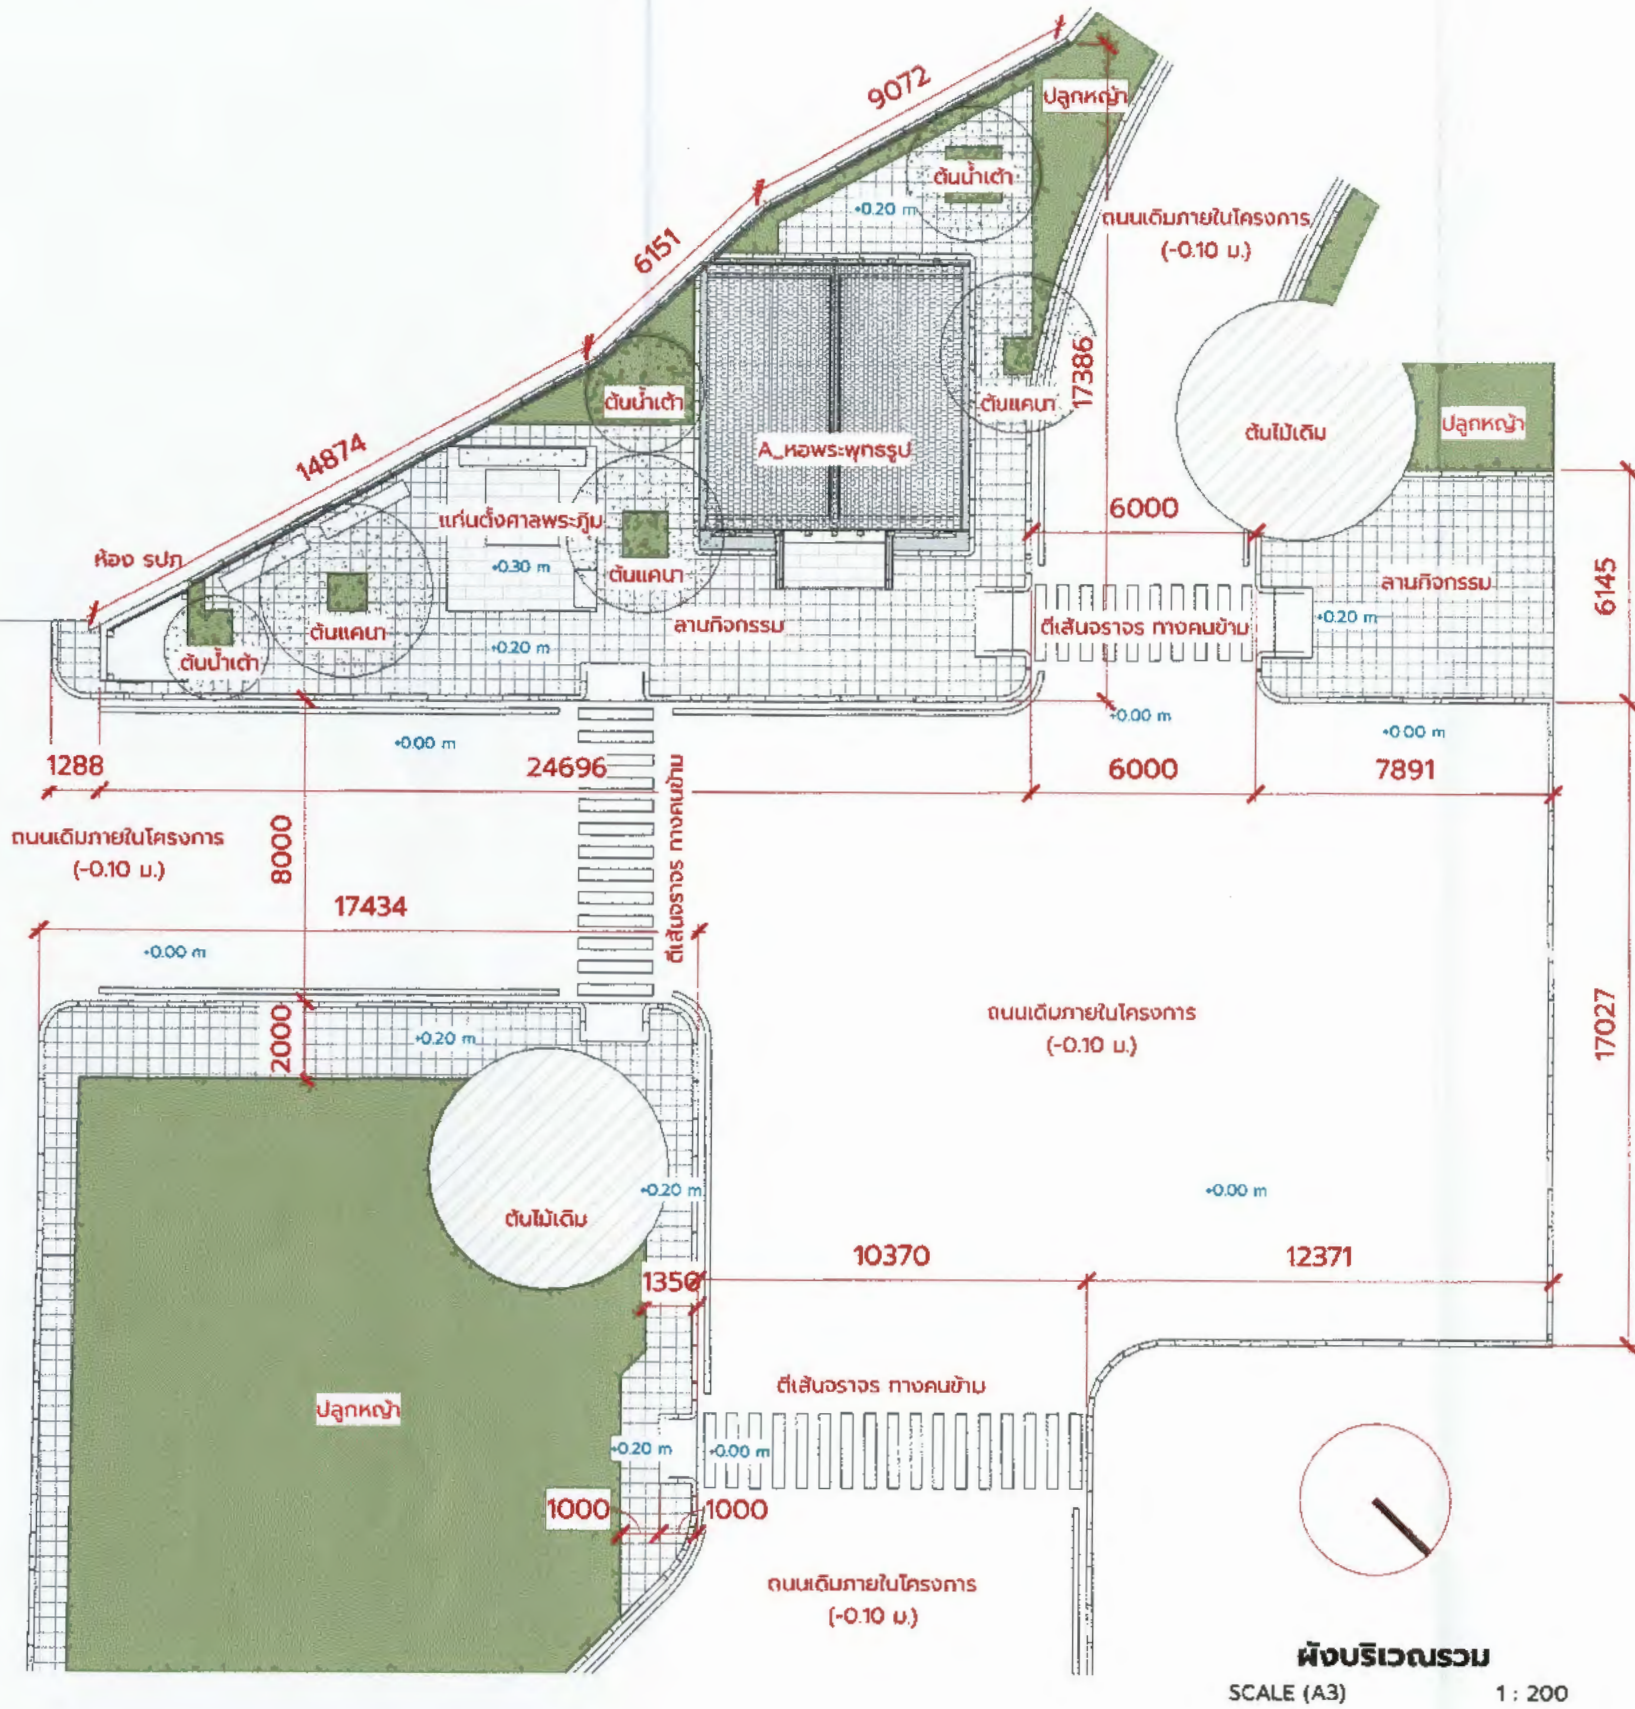 9072
ปลูกหญ้า
ต้นน้ำเต้า
+0.20 m
ถนนเดิมภายในโครงการ
(-0.10 ม.)
6151
17386
ต้นน้ำเต้า
ต้นแคนา
ต้นไม้เดิม
ปลูกหญ้า
A_หอพระพุทธรูป
14874
แท่นตั้งศาลพระภูมิ
6000
ห้อง รปภ
+0.30 m
ต้นแคนา
ลานกิจกรรม
6145
ต้นแคนา
ลานกิจกรรม
ตีเส้นจราจร ทางคนข้าม
+0.20 m
ต้นน้ำเต้า
+0.20 m
+0.00 m
+0.00 m
+0.00 m
1288
24696
6000
7891
ตีเส้นจราจร ทางคนข้าม
ถนนเดิมภายในโครงการ
(-0.10 ม.)
8000
17434
+0.00 m
2000
+0.20 m
ถนนเดิมภายในโครงการ
(-0.10 ม.)
17027
+0.20 m
+0.00 m
ต้นไม้เดิม
10370
12371
1350
ตีเส้นจราจร ทางคนข้าม
ปลูกหญ้า
+0.20 m
+0.00 m
1000
1000
ถนนเดิมภายในโครงการ
(-0.10 ม.)
ผังบริเวณรวม
SCALE (A3)
1 : 200